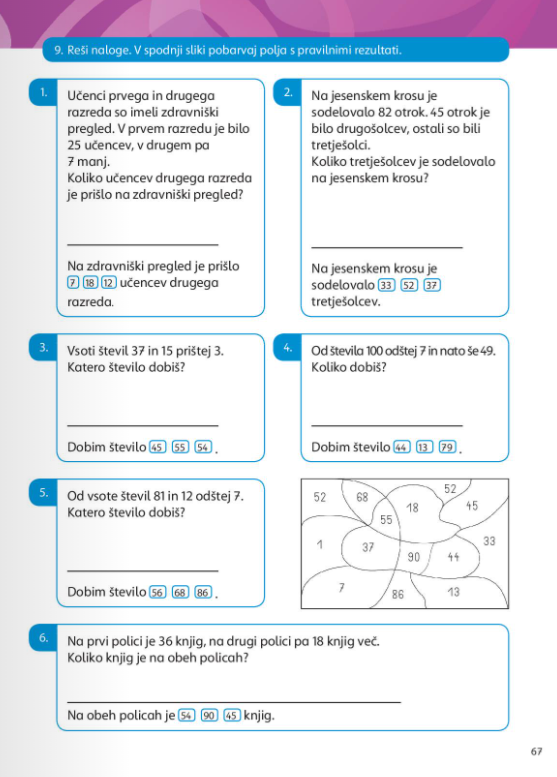 9. Reši naloge. V spodnji sliki pobarvaj polja s pravilnimi rezultati.
1.
Učenci prvega in drugega
razreda so imeli zdravniški
pregled. V prvem razredu je bilo
25 učencev, v drugem pa
7 manj.
Koliko učencev drugega razreda
je prišlo na zdravniški pregled?
Na zdravniški pregled je prišlo
7 18 12 učencev drugega
razreda.
2.
Na jesenskem krosu je
sodelovalo 82 otrok. 45 otrok je
bilo drugošolcev, ostali so bili
tretješolci.
Koliko tretješolcev je sodelovalo
na jesenskem krosu?
Na jesenskem krosu je
sodelovalo 33 52 37
tretješolcev.
3.
Vsoti števil 37 in 15 prištej 3.
Katero število dobiš?
Dobim število 45 55 54 .
4.
Od števila 100 odštej 7 in nato še 49.
Koliko dobiš?
Dobim število 44 13 79 .
5.
Od vsote števil 81 in 12 odštej 7.
Katero število dobiš?
Dobim število 56 68 86 .
52 68 18 52 45
55
1 37 90 44 33
7 86 13
6.
Na prvi polici je 36 knjig, na drugi polici pa 18 knjig več.
Koliko knjig je na obeh policah?
Na obeh policah je 54 90 45 knjig.
67